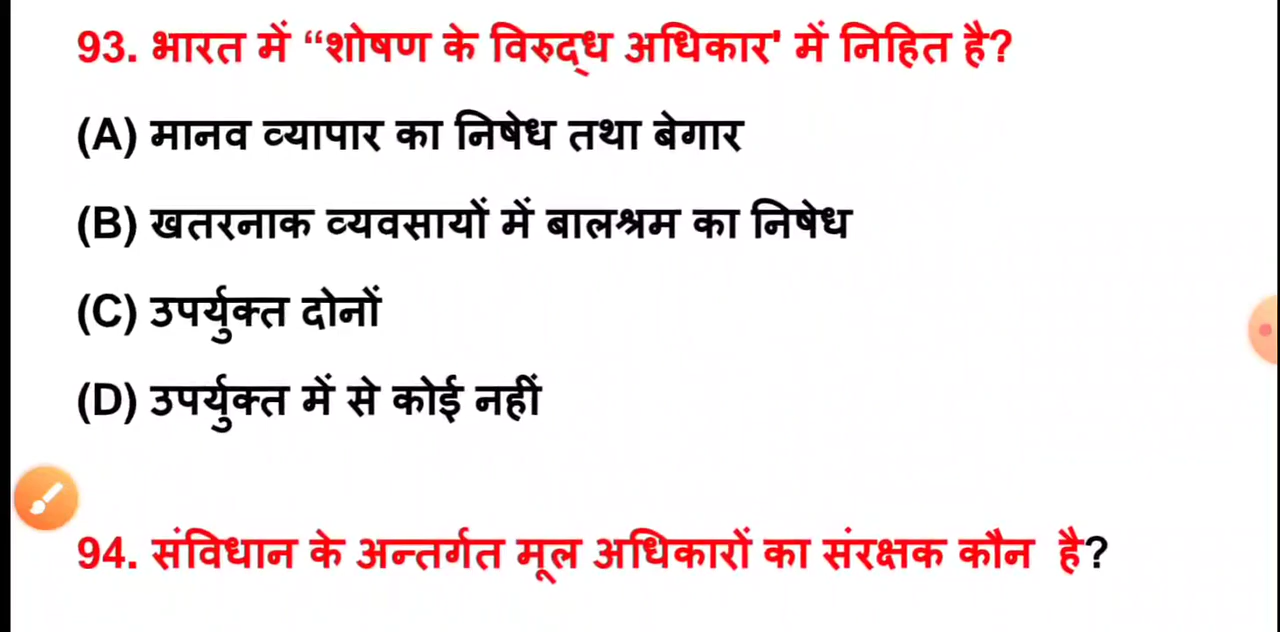 93. भारत में “शोषण के विरुद्ध अधिकार' में निहित है?
(A) मानव व्यापार का निषेध तथा बेगार
(B) खतरनाक व्यवसायों में बालश्रम का निषेध
(C) उपर्युक्त दोनों
(D) उपर्युक्त में से कोई नहीं
94. संविधान के अन्तर्गत मूल अधिकारों का संरक्षक कौन है?